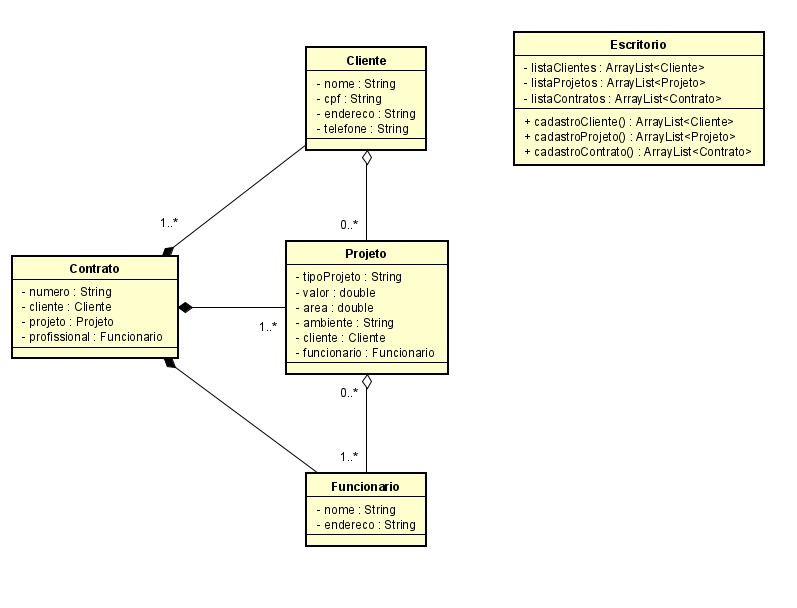 Cliente
- nome : String
- cpf : String
- endereco : String
- telefone : String
Escritorio
- listaClientes : ArrayList<Cliente>
- listaProjetos : ArrayList<Projeto>
- listaContratos : ArrayList<Contrato>
+ cadastroCliente() : ArrayList<Cliente>
+ cadastroProjeto() : ArrayList<Projeto>
+ cadastroContrato() : ArrayList<Contrato>
1..*
0..*
Contrato
- numero : String
- cliente : Cliente
- projeto : Projeto
- profissional : Funcionario
1..*
Projeto
- tipoProjeto : String
- valor : double
- area : double
- ambiente : String
- cliente : Cliente
- funcionario : Funcionario
0..*
1..*
Funcionario
- nome : String
- endereco : String